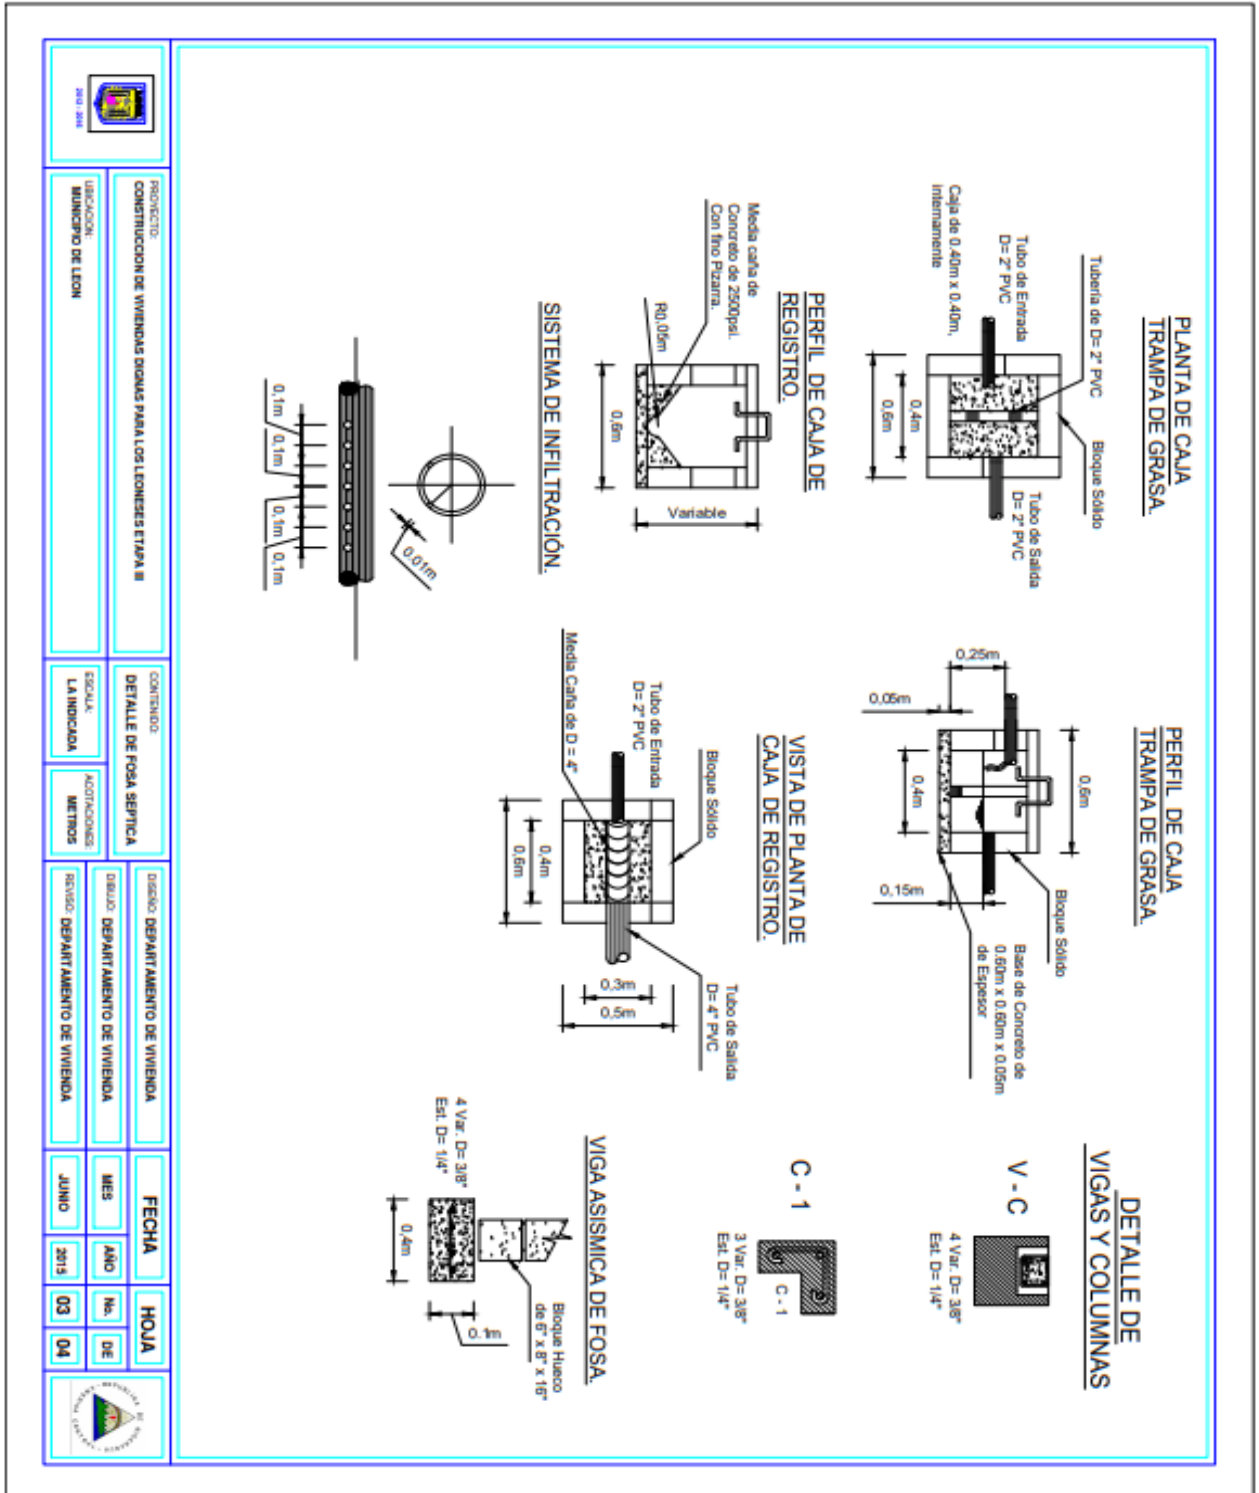 PLANTA DE CAJA
TRAMPA DE GRASA.
Tubería de D= 2" PVC
Bloque Sólido
Tubo de Entrada
D= 2" PVC
Tubo de Salida
D= 2" PVC
Caja de 0.40m x 0.40m,
internamente
0,4m
0,6m
PERFIL DE CAJA
TRAMPA DE GRASA.
0,6m
0,25m
0,05m
0,4m
0,15m
Bloque Sólido
Base de Concreto de
0.60m x 0.60m x 0.05m
de Espesor
DETALLE DE
VIGAS Y COLUMNAS
V - C
4 Var. D= 3/8"
Est. D= 1/4"
C - 1
C - 1
3 Var. D= 3/8"
Est. D= 1/4"
PERFIL DE CAJA DE
REGISTRO.
Media caña de
Concreto de 2500psi.
Con fino Pizarra.
R0,05m
0,6m
Variable
VISTA DE PLANTA DE
CAJA DE REGISTRO.
Bloque Sólido
Tubo de Entrada
D= 2" PVC
Media Caña de D = 4"
Tubo de Salida
D= 4" PVC
0,4m
0,6m
0,3m
0,5m
VIGA ASISMICA DE FOSA.
Bloque Hueco
de 6" x 8" x 16"
4 Var. D= 3/8"
Est. D= 1/4"
0,4m
0.1m
SISTEMA DE INFILTRACIÓN.
0.01m
0,1m
0,1m
0,1m
0,1m
PROYECTO:
CONSTRUCCION DE VIVIENDAS DIGNAS PARA LOS LEONESES ETAPA III
UBICACION:
MUNICIPIO DE LEON
CONTENIDO:
DETALLE DE FOSA SEPTICA
ESCALA:
LA INDICADA
ACOTACIONES:
METROS
DISEÑO: DEPARTAMENTO DE VIVIENDA
DIBUJO: DEPARTAMENTO DE VIVIENDA
REVISO: DEPARTAMENTO DE VIVIENDA
FECHA
MES
AÑO
JUNIO
2015
HOJA
No.
DE
03
04